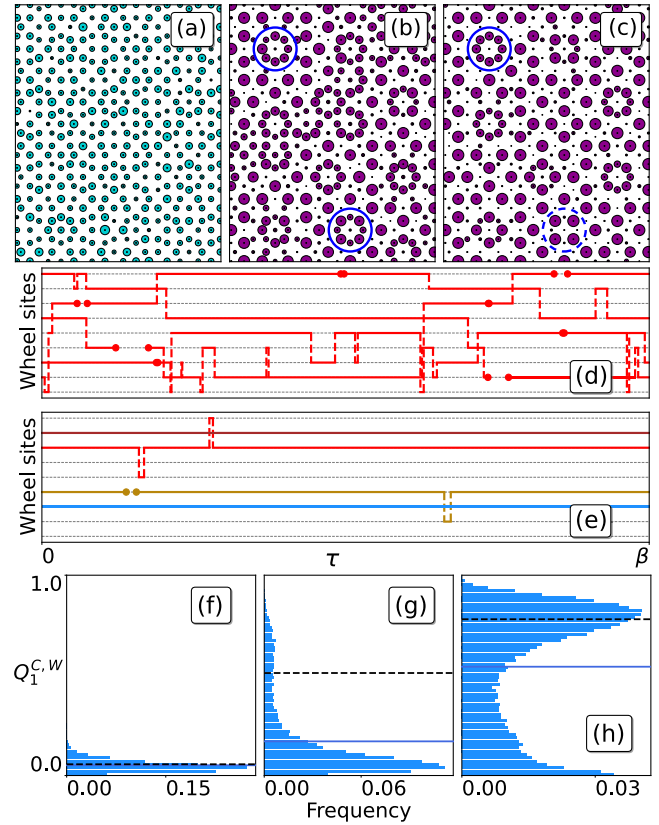 (a) (b) (c)
Wheel sites
(d)
Wheel sites
(e)
0 τ β
1.0
(f) (g) (h)
Q₁^{C,W}
0.0
0.00 0.15 0.00 0.06 0.00 0.03
Frequency